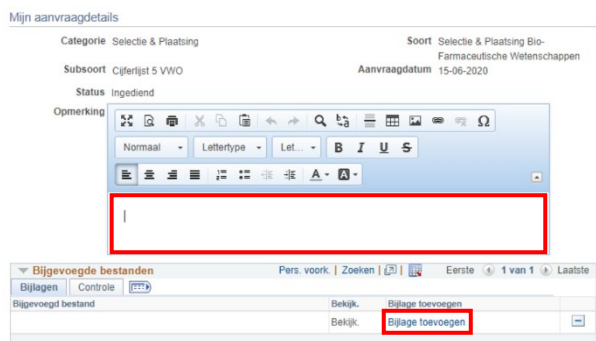 Mijn aanvraagdetails
Categorie Selectie & Plaatsing Soort Selectie & Plaatsing Bio-
Farmaceutische Wetenschappen
Subsoort Cijferlijst 5 VWO Aanvraagdatum 15-06-2020
Status Ingediend
Opmerking
Normaal Lettertype Let... B I U S
A A
Bijgevoegde bestanden Pers. voork. | Zoeken | Eerste 1 van 1 Laatste
Bijlagen Controle
Bijgevoegd bestand Bekijk. Bijlage toevoegen
Bekijk. Bijlage toevoegen